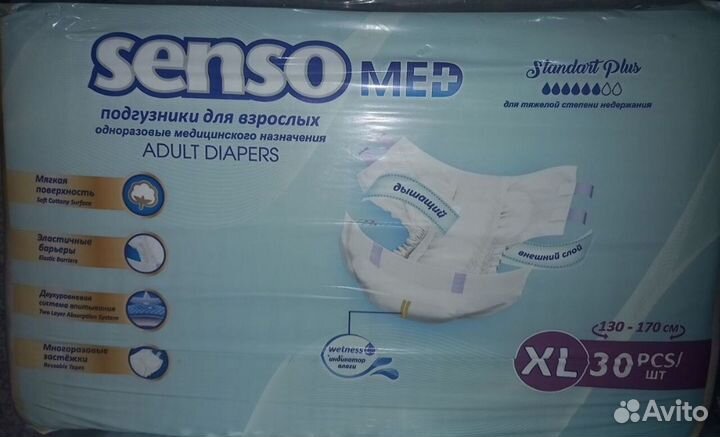 senso MED
Standart Plus
для тяжелой степени недержания
подгузники для взрослых
одноразовые медицинского назначения
ADULT DIAPERS
Мягкая
поверхность
Soft Cottony Surface
Эластичные
барьеры
Elastic Barriers
Двухуровневая
система впитывания
Two Layer Absorption System
Многоразовые
застёжки
Reusable Tapes
дышащий
внешний слой
wetness
индикатор
влаги
130 - 170 см
XL 30 PCS/
ШТ
Avito